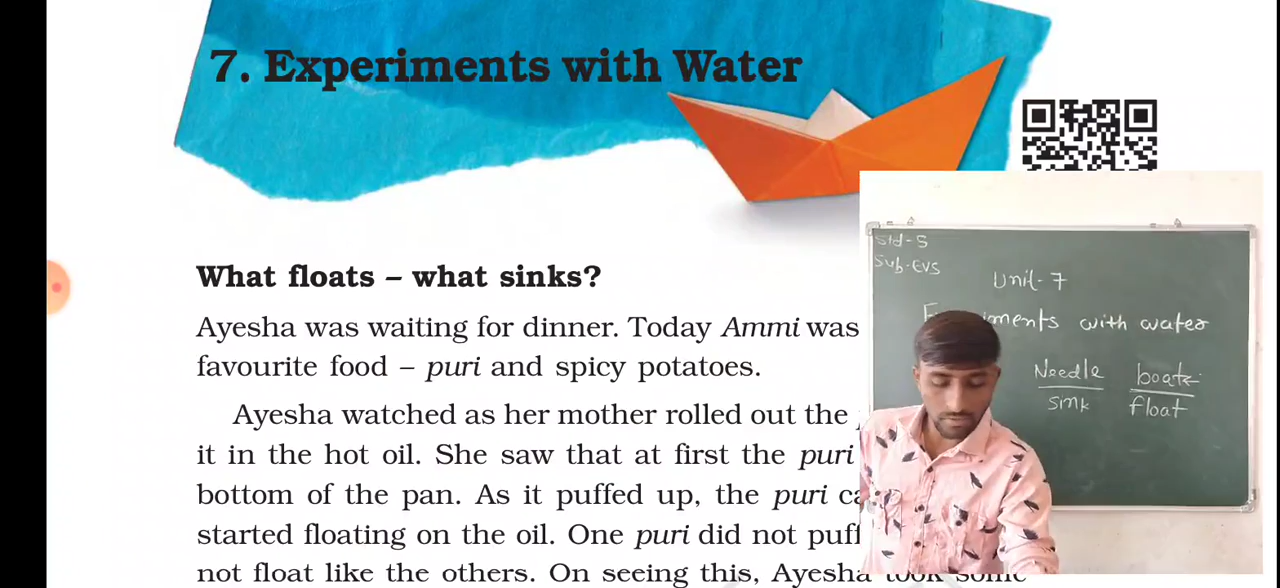 7. Experiments with Water
What floats – what sinks?
Ayesha was waiting for dinner. Today Ammi was
favourite food – puri and spicy potatoes.
Ayesha watched as her mother rolled out the
it in the hot oil. She saw that at first the puri
bottom of the pan. As it puffed up, the puri
started floating on the oil. One puri did not puff
not float like the others. On seeing this, Ayesha took some
Std-5
Sub-EVS
Unit-7
with water
Needle boat
sink float